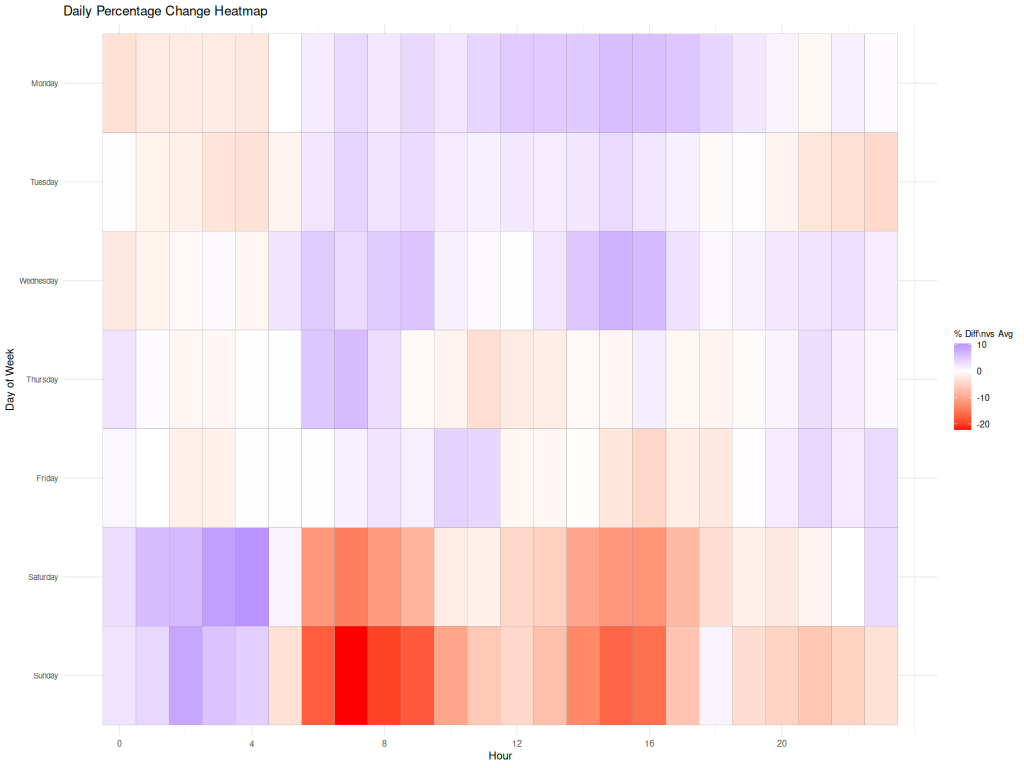 Daily Percentage Change Heatmap
Day of Week
Monday
Tuesday
Wednesday
Thursday
Friday
Saturday
Sunday
0 4 8 12 16 20
Hour
% Diff\nvs Avg
10
0
-10
-20